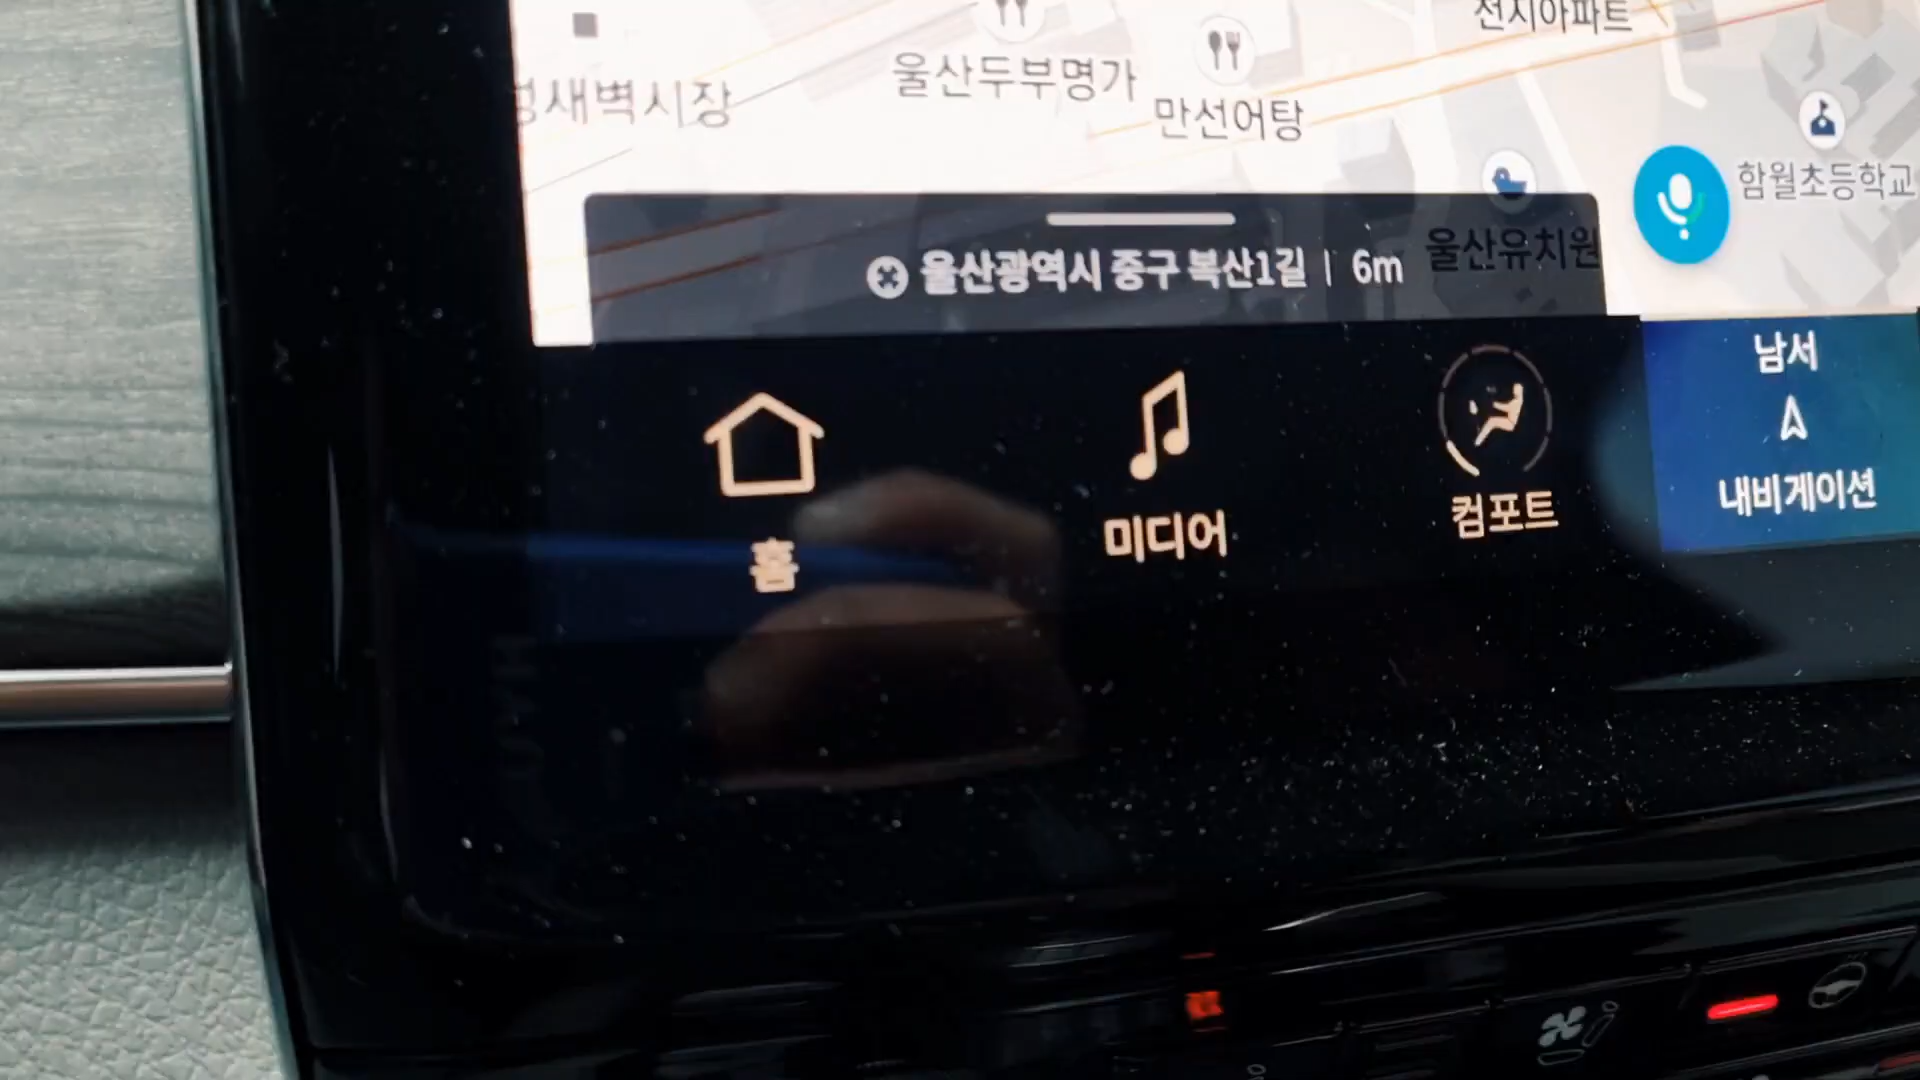 새벽시장
울산두부명가
만선어탕
함월초등학교
울산유치원
울산광역시 중구 복산1길 | 6m
홈
미디어
컴포트
남서
내비게이션